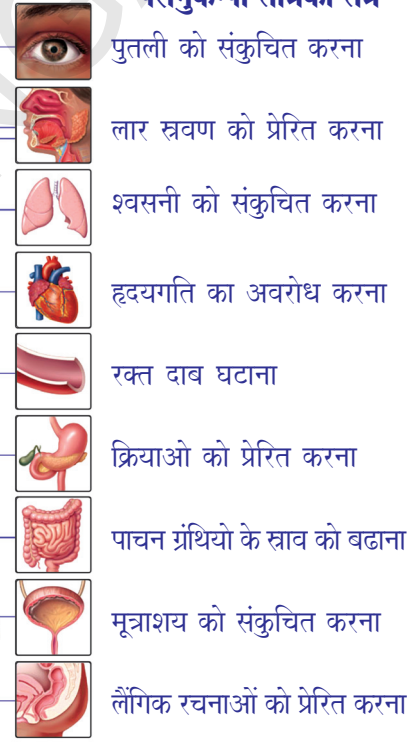 पुतली को संकुचित करना
लार स्रवण को प्रेरित करना
श्वसनी को संकुचित करना
हृदयगति का अवरोध करना
रक्त दाब घटाना
क्रियाओ को प्रेरित करना
पाचन ग्रंथियो के स्राव को बढाना
मूत्राशय को संकुचित करना
लैंगिक रचनाओं को प्रेरित करना